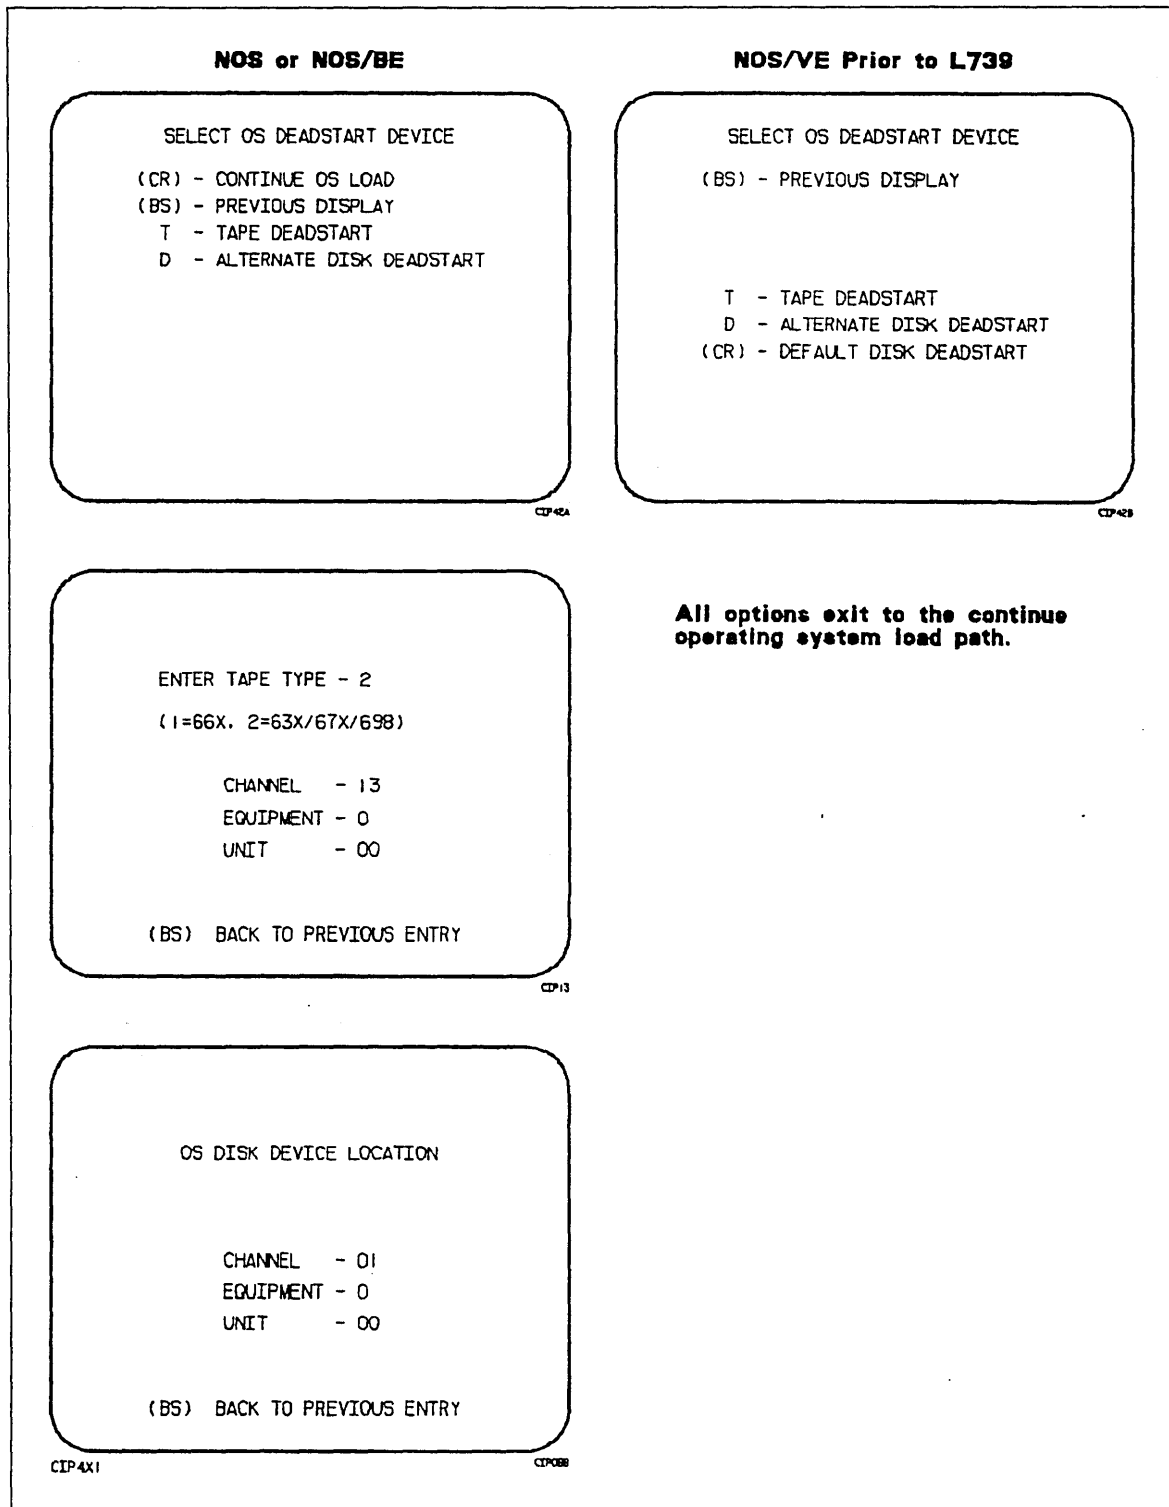 NOS or NOS/BE
SELECT OS DEADSTART DEVICE
(CR) - CONTINUE OS LOAD
(BS) - PREVIOUS DISPLAY
T - TAPE DEADSTART
D - ALTERNATE DISK DEADSTART
CIP42A
NOS/VE Prior to L739
SELECT OS DEADSTART DEVICE
(BS) - PREVIOUS DISPLAY
T - TAPE DEADSTART
D - ALTERNATE DISK DEADSTART
(CR) - DEFAULT DISK DEADSTART
CIP42B
ENTER TAPE TYPE - 2
(1=66X. 2=63X/67X/698)
CHANNEL - 13
EQUIPMENT - 0
UNIT - 00
(BS) BACK TO PREVIOUS ENTRY
CIP13
All options exit to the continue
operating system load path.
OS DISK DEVICE LOCATION
CHANNEL - 01
EQUIPMENT - 0
UNIT - 00
(BS) BACK TO PREVIOUS ENTRY
CIP4X1